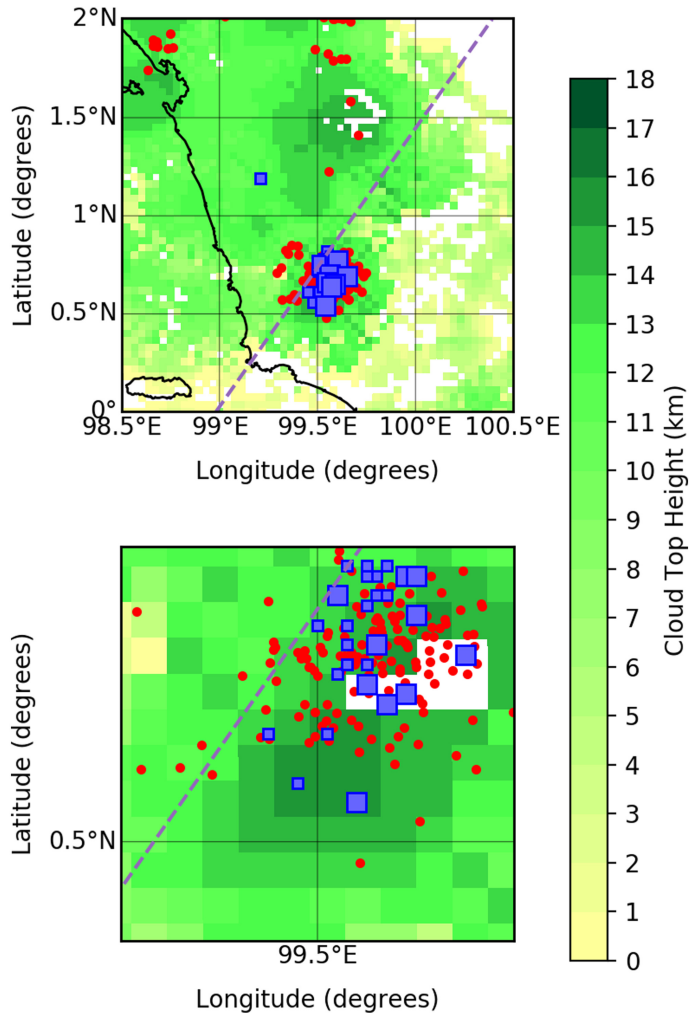 2°N
1.5°N
1°N
0.5°N
0°
98.5°E 99°E 99.5°E 100°E 100.5°E
Latitude (degrees)
Longitude (degrees)
0.5°N
99.5°E
Latitude (degrees)
Longitude (degrees)
18
17
16
15
14
13
12
11
10
9
8
7
6
5
4
3
2
1
0
Cloud Top Height (km)